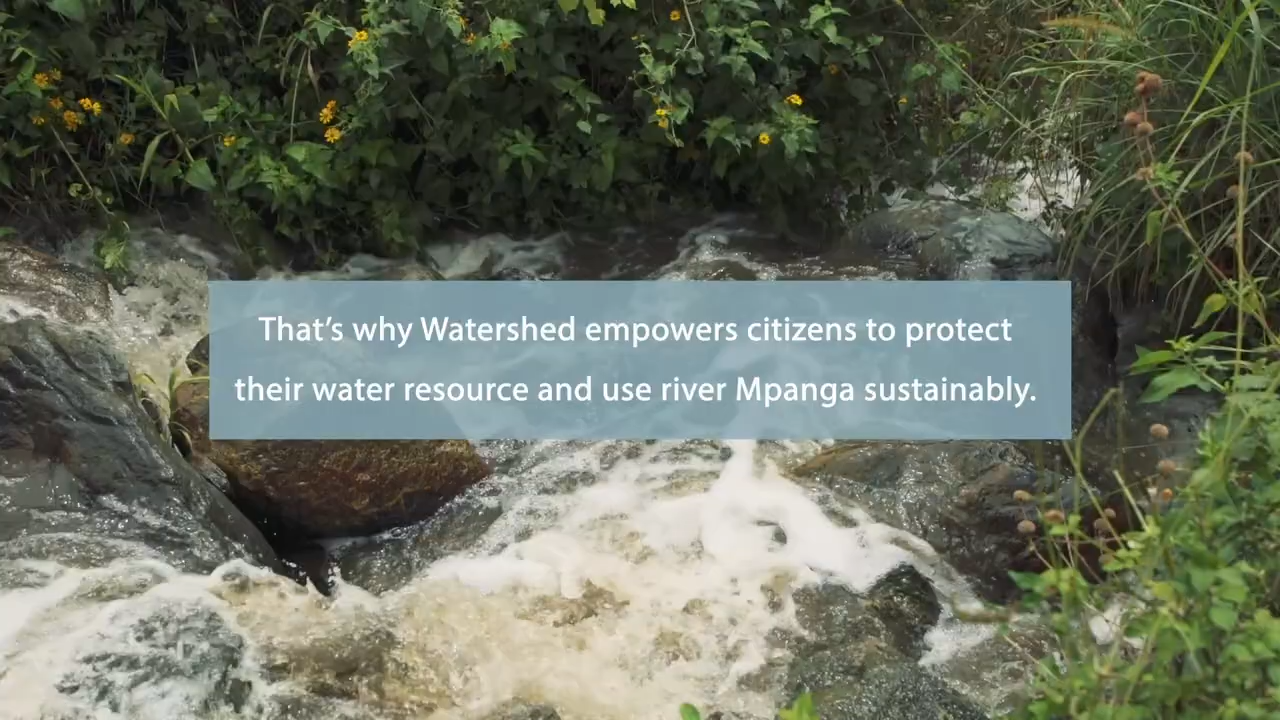 That's why Watershed empowers citizens to protect
their water resource and use river Mpanga sustainably.